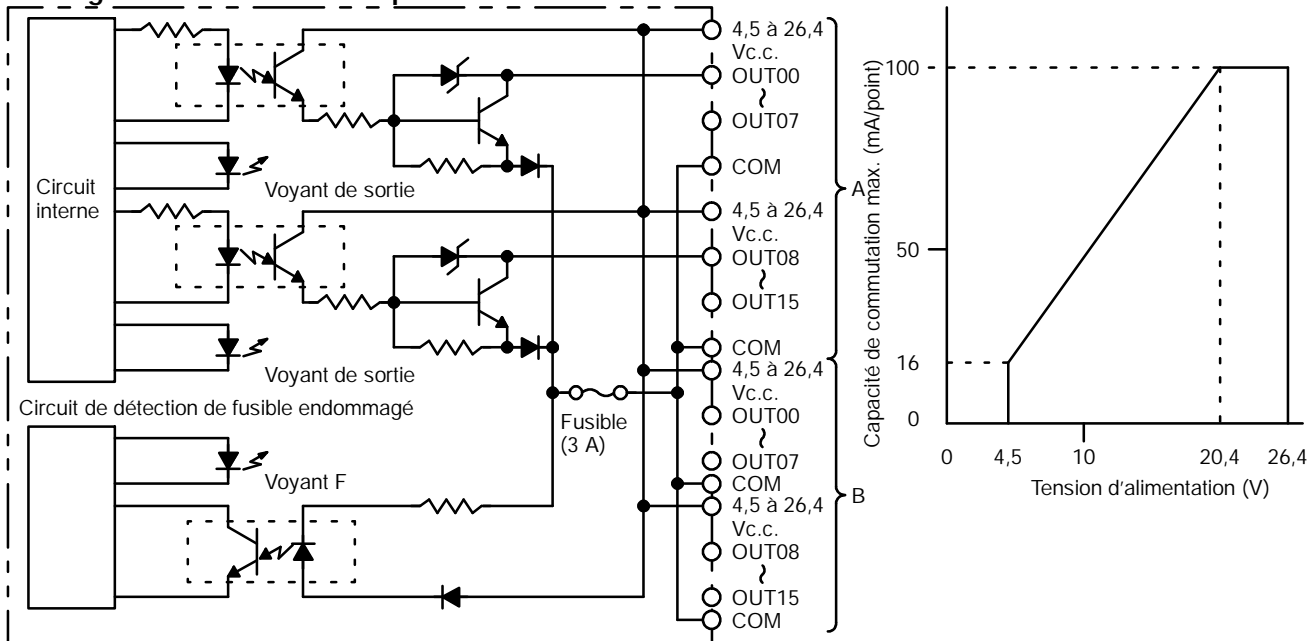 Circuit
interne
Voyant de sortie
Voyant de sortie
Circuit de détection de fusible endommagé
Voyant F
Fusible
(3 A)
4,5 à 26,4
Vc.c.
OUT00
OUT07
COM
4,5 à 26,4
Vc.c.
OUT08
OUT15
COM
4,5 à 26,4
Vc.c.
OUT00
OUT07
COM
4,5 à 26,4
Vc.c.
OUT08
OUT15
COM
A
B
Capacité de commutation max. (mA/point)
100
50
16
0
0
4,5
10
20,4
26,4
Tension d'alimentation (V)